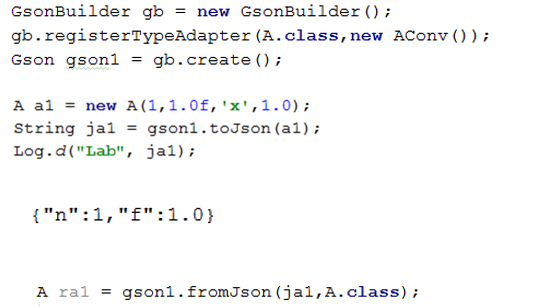 GsonBuilder gb = new GsonBuilder();
gb.registerTypeAdapter(A.class,new AConv());
Gson gson1 = gb.create();
A a1 = new A(1,1.0f,'x',1.0);
String ja1 = gson1.toJson(a1);
Log.d("Lab", ja1);
{"n":1,"f":1.0}
A ra1 = gson1.fromJson(ja1,A.class);